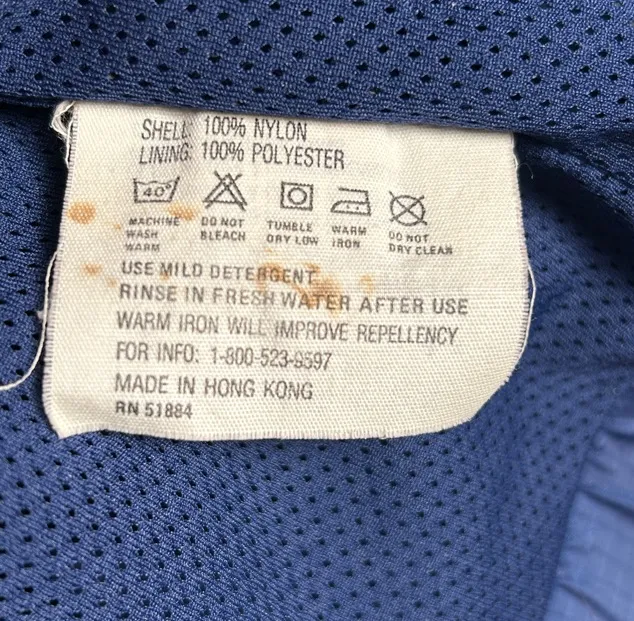 SHELL: 100% NYLON
LINING: 100% POLYESTER
40°
MACHINE WASH WARM
DO NOT BLEACH
TUMBLE DRY LOW
WARM IRON
DO NOT DRY CLEAN
USE MILD DETERGENT
RINSE IN FRESH WATER AFTER USE
WARM IRON WILL IMPROVE REPELLENCY
FOR INFO: 1-800-523-9597
MADE IN HONG KONG
RN 51884